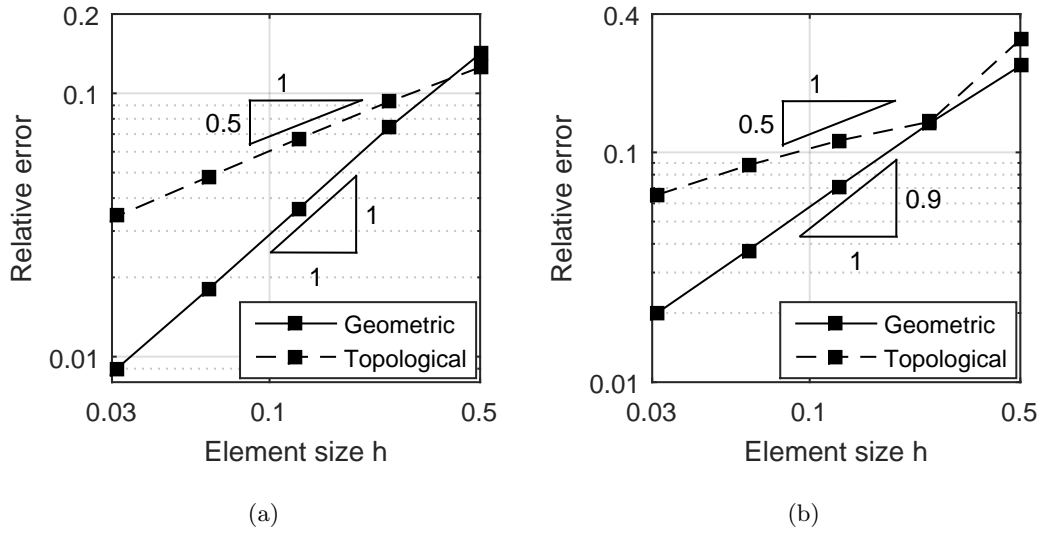 0.2
0.1
0.01
Relative error
1
0.5
1
1
Geometric
Topological
0.03
0.1
0.5
Element size h
(a)
0.4
0.1
0.01
Relative error
1
0.5
0.9
1
Geometric
Topological
0.03
0.1
0.5
Element size h
(b)